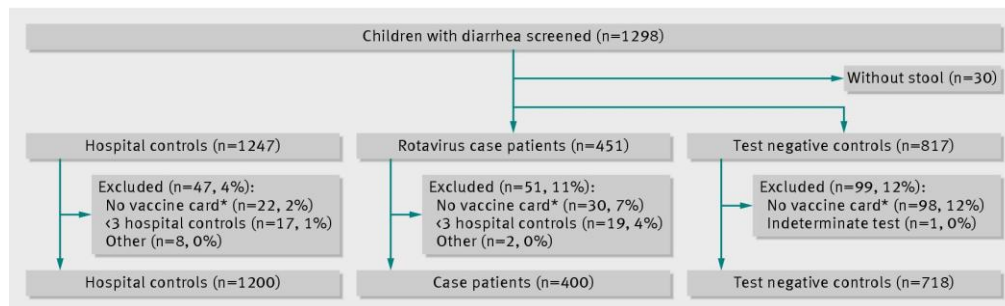 Children with diarrhea screened (n=1298)
Without stool (n=30)
Hospital controls (n=1247)
Rotavirus case patients (n=451)
Test negative controls (n=817)
Excluded (n=47, 4%):
No vaccine card* (n=22, 2%)
<3 hospital controls (n=17, 1%)
Other (n=8, 0%)
Excluded (n=51, 11%):
No vaccine card* (n=30, 7%)
<3 hospital controls (n=19, 4%)
Other (n=2, 0%)
Excluded (n=99, 12%):
No vaccine card* (n=98, 12%)
Indeterminate test (n=1, 0%)
Hospital controls (n=1200)
Case patients (n=400)
Test negative controls (n=718)